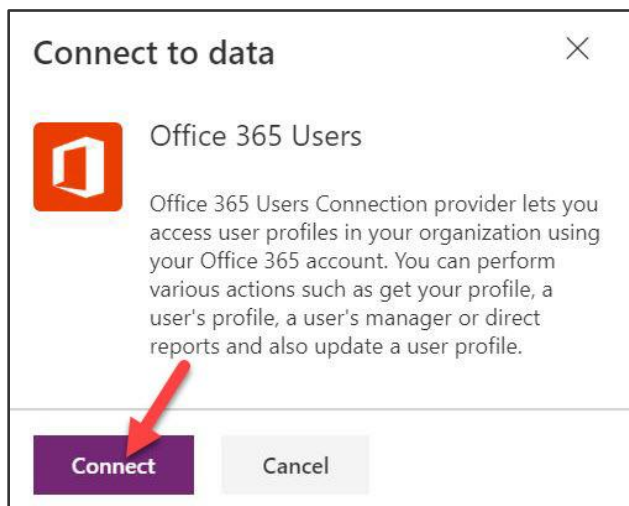 Connect to data
Office 365 Users
Office 365 Users Connection provider lets you
access user profiles in your organization using
your Office 365 account. You can perform
various actions such as get your profile, a
user's profile, a user's manager or direct
reports and also update a user profile.
Connect
Cancel